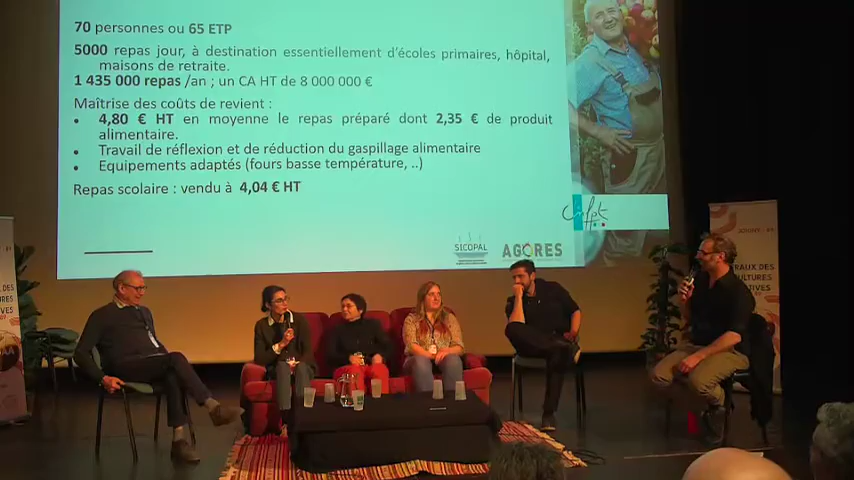 70 personnes ou 65 ETP
5000 repas jour, à destination essentiellement d'écoles primaires, hôpital,
maisons de retraite.
1 435 000 repas /an ; un CA HT de 8 000 000 €
Maîtrise des coûts de revient :
• 4,80 € HT en moyenne le repas préparé dont 2,35 € de produit
alimentaire.
• Travail de réflexion et de réduction du gaspillage alimentaire
• Equipements adaptés (fours basse température, ..)
Repas scolaire : vendu à 4,04 € HT
SICOPAL
AGORES